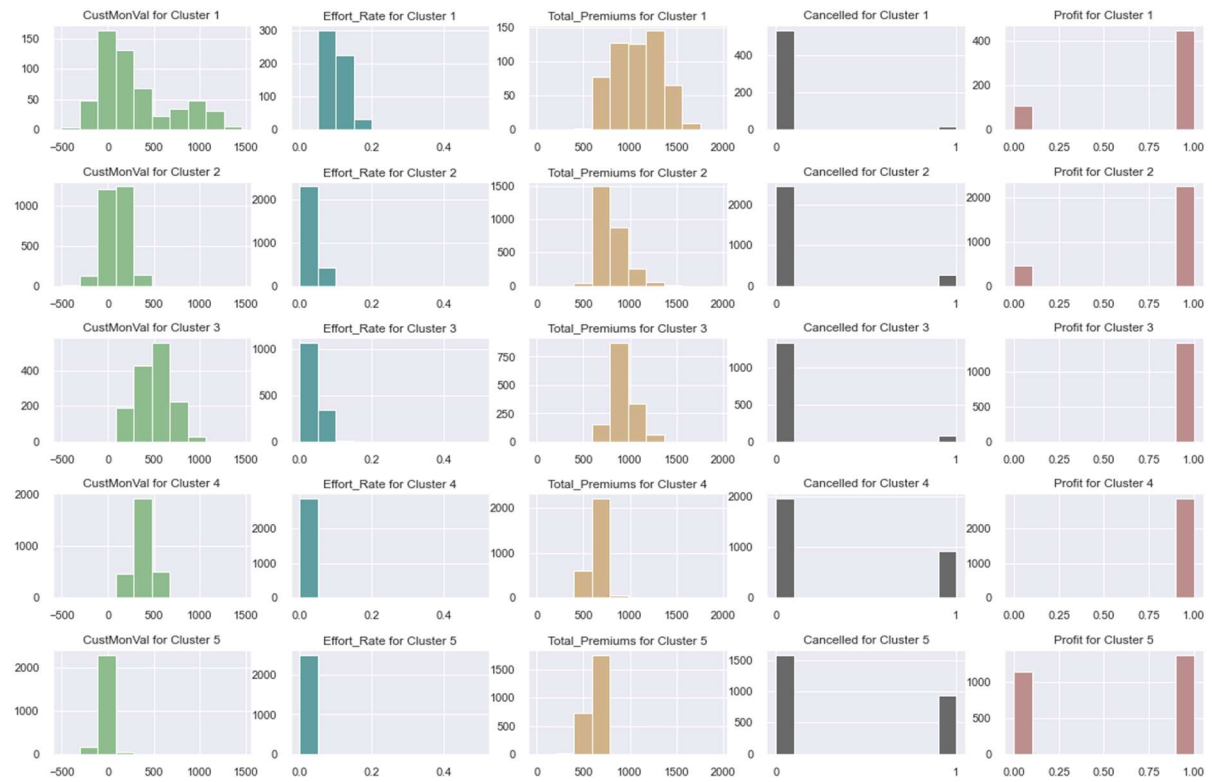 CustMonVal for Cluster 1 Effort_Rate for Cluster 1 Total_Premiums for Cluster 1 Cancelled for Cluster 1 Profit for Cluster 1
150 300 150 400
100 200 100 400
50 100 50 200 200
0 0 0 0 0
−500 0 500 1000 1500 0.0 0.2 0.4 0 500 1000 1500 2000 0 1 0.00 0.25 0.50 0.75 1.00
CustMonVal for Cluster 2 Effort_Rate for Cluster 2 Total_Premiums for Cluster 2 Cancelled for Cluster 2 Profit for Cluster 2
1000 2000 1500 2000 2000
500 1000 1000 1000 1000
500
0 0 0 0 0
−500 0 500 1000 1500 0.0 0.2 0.4 0 500 1000 1500 2000 0 1 0.00 0.25 0.50 0.75 1.00
CustMonVal for Cluster 3 Effort_Rate for Cluster 3 Total_Premiums for Cluster 3 Cancelled for Cluster 3 Profit for Cluster 3
400 1000 750 1000 1000
200 500 500 500 500
250
0 0 0 0 0
−500 0 500 1000 1500 0.0 0.2 0.4 0 500 1000 1500 2000 0 1 0.00 0.25 0.50 0.75 1.00
CustMonVal for Cluster 4 Effort_Rate for Cluster 4 Total_Premiums for Cluster 4 Cancelled for Cluster 4 Profit for Cluster 4
2000 2000 2000 2000 2000
1000 1000 1000 1000 1000
0 0 0 0 0
−500 0 500 1000 1500 0.0 0.2 0.4 0 500 1000 1500 2000 0 1 0.00 0.25 0.50 0.75 1.00
CustMonVal for Cluster 5 Effort_Rate for Cluster 5 Total_Premiums for Cluster 5 Cancelled for Cluster 5 Profit for Cluster 5
2000 2000 1500 1500 1000
1000 1000 1000 1000 500
500 500
0 0 0 0 0
−500 0 500 1000 1500 0.0 0.2 0.4 0 500 1000 1500 2000 0 1 0.00 0.25 0.50 0.75 1.00